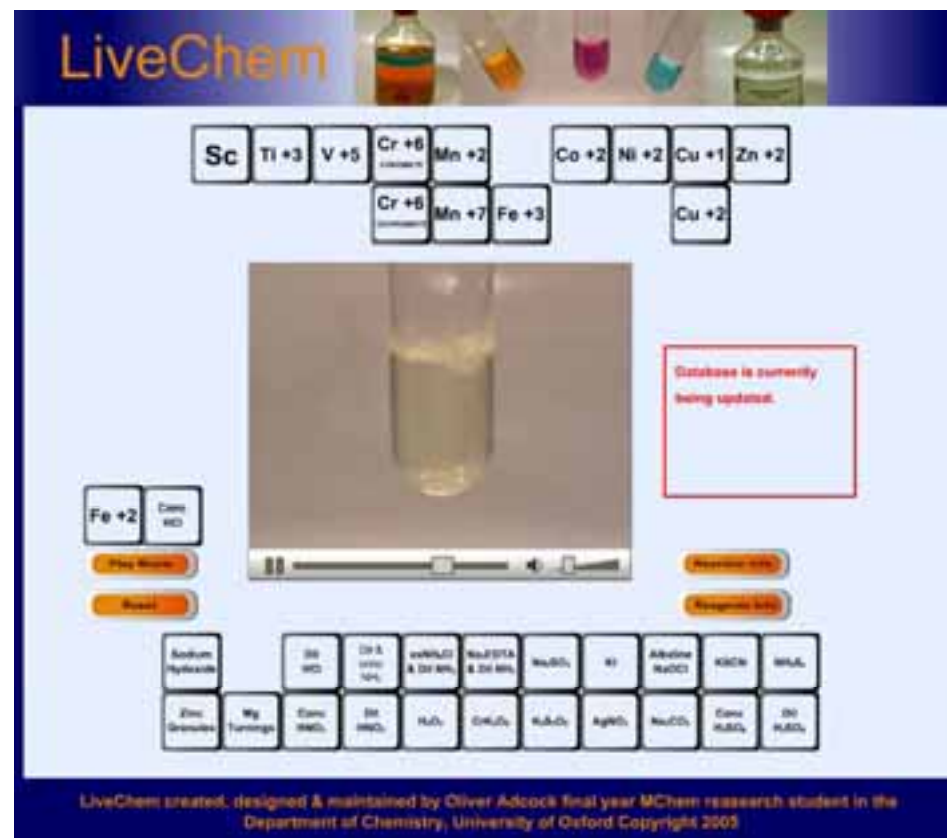 LiveChem
Sc Ti +3 V +5 Cr +6 Mn +2 Co +2 Ni +2 Cu +1 Zn +2
Cr +6 Mn +7 Fe +3 Cu +2
Database is currently
being updated.
Fe +2 Conc HCl
Play Movie
Reset
Reaction Info
Reagents Info
Sodium Hydroxide
Dil HCl
Na₂SO₃
KI
Alkaline NaOCl
KSCN
Zinc Granules
Mg Turnings
Conc HNO₃
Dil HNO₃
H₂O₂
AgNO₃
Na₂CO₃
Conc H₂SO₄
Dil H₂SO₄
LiveChem created, designed & maintained by Oliver Adcock final year MChem reasearch student in the
Department of Chemistry, University of Oxford Copyright 2005